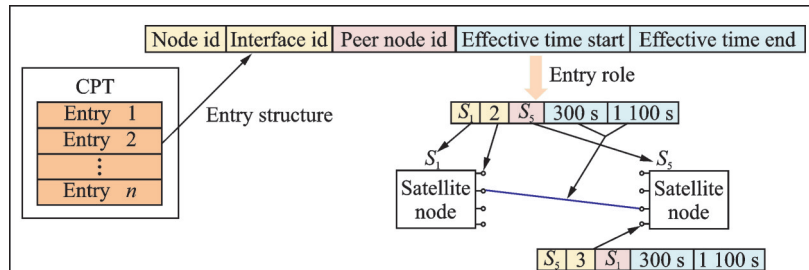 Node id Interface id Peer node id Effective time start Effective time end
CPT
Entry 1
Entry 2
⋮
Entry n
Entry structure
Entry role
S₁ 2 S₅ 300 s 1 100 s
S₁
S₅
Satellite
node
Satellite
node
S₅ 3 S₁ 300 s 1 100 s